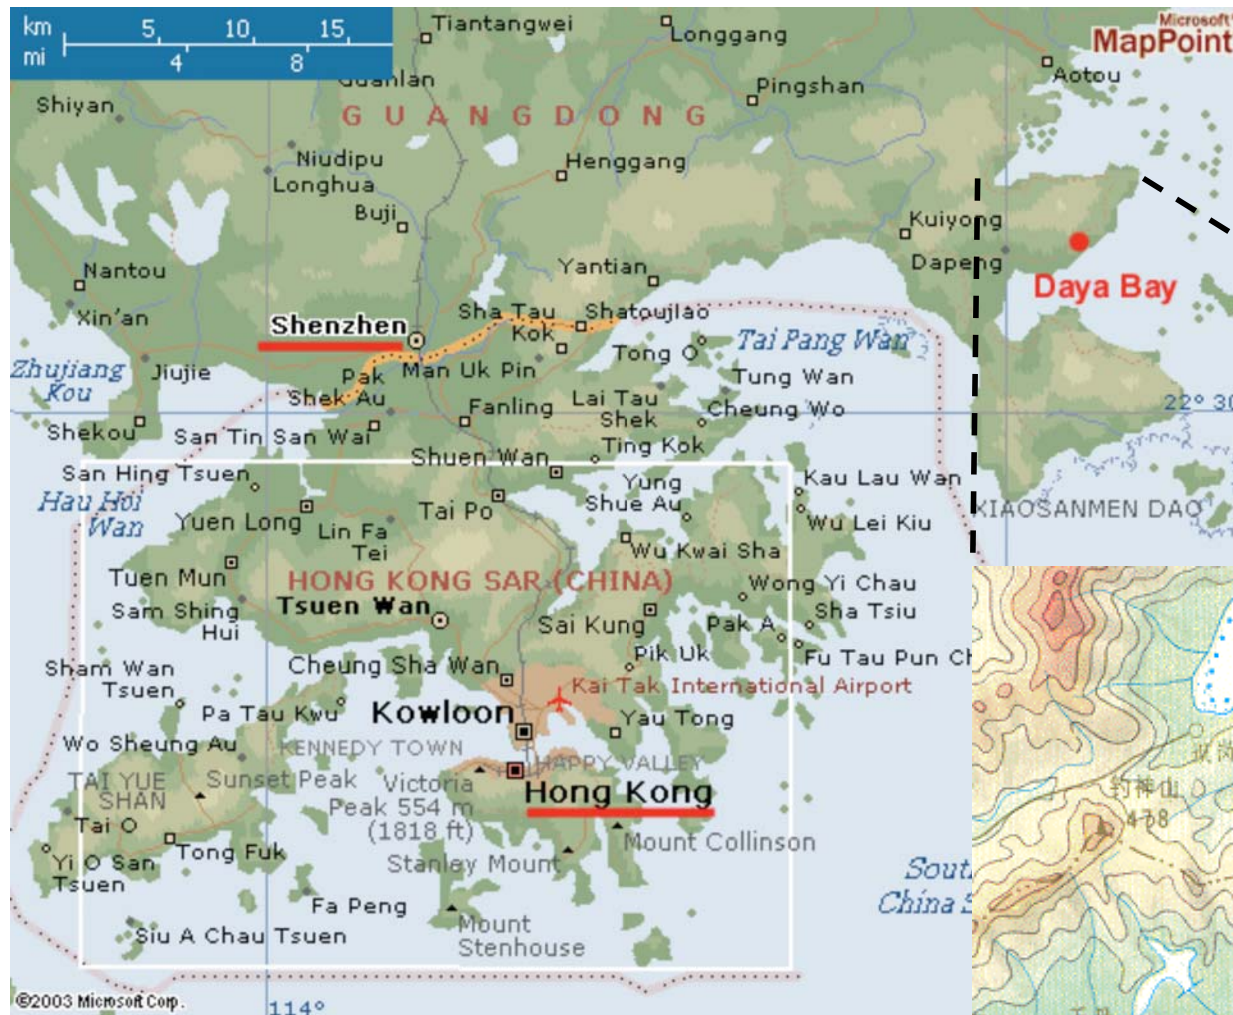 km 5 10 15
mi 4 8
Microsoft
MapPoint
Tiantangwei
Longgang
Aotou
Guanlan
Pingshan
Shiyan
GUANGDONG
Niudipu
Henggang
Longhua
Buji
Kuiyong
Nantou
Yantian
Dapeng
Daya Bay
Xin'an
Shenzhen
Sha Tau
Kok
Shatoujlao
Tong O
Tai Pang Wan
Zhujiang
Kou
Jiujie
Pak
Shek Au
Man Uk Pin
Tung Wan
Shekou
San Tin San Wai
Fanling
Lai Tau
Shek
Cheung Wo
22° 30
Ting Kok
San Hing Tsuen
Shuen Wan
Kau Lau Wan
Hau Hoi
Wan
Yuen Long
Lin Fa
Tei
Tai Po
Yung
Shue Au
Wu Lei Kiu
XIAOSANMEN DAO
Wu Kwai Sha
Tuen Mun
HONG KONG SAR (CHINA)
Wong Yi Chau
Sam Shing
Hui
Tsuen Wan
Sai Kung
Pak A
Sha Tsiu
Sham Wan
Tsuen
Cheung Sha Wan
Pik Uk
Fu Tau Pun Ch
Kai Tak International Airport
Pa Tau Kwu
Kowloon
Yau Tong
Wo Sheung Au
KENNEDY TOWN
HAPPY VALLEY
TAI YUE
SHAN
Sunset Peak
Victoria
Peak 554 m
(1818 ft)
Hong Kong
钓神山
Tai O
Mount Collinson
Yi O San
Tsuen
Tong Fuk
Stanley Mount
South
China S
Fa Peng
Siu A Chau Tsuen
Mount
Stenhouse
©2003 Microsoft Corp.
114°